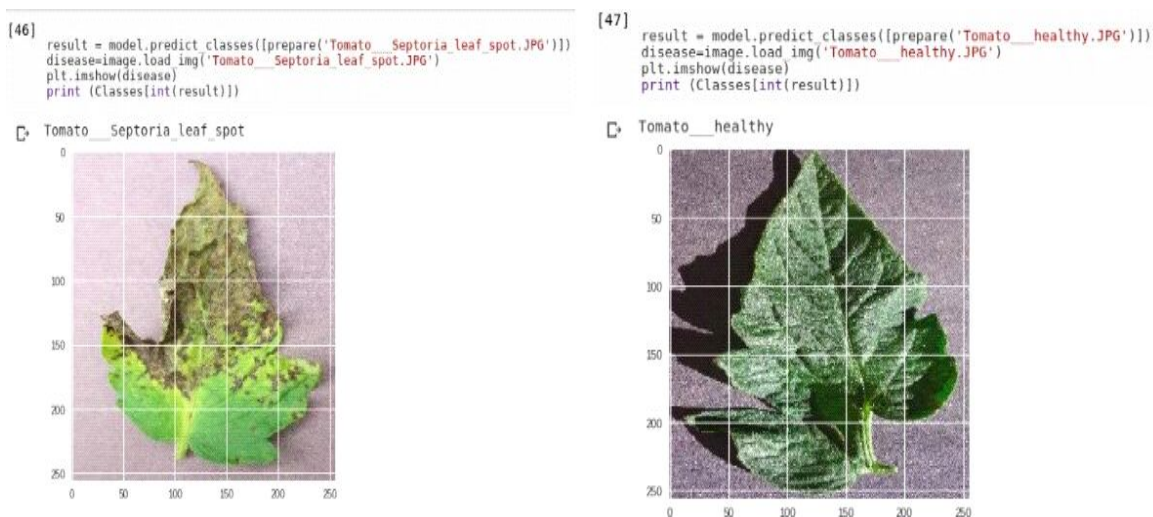 [46]
result = model.predict_classes([prepare('Tomato___Septoria_leaf_spot.JPG')])
disease=image.load_img('Tomato___Septoria_leaf_spot.JPG')
plt.imshow(disease)
print (Classes[int(result)])
Tomato___Septoria_leaf_spot
0
50
100
150
200
250
0 50 100 150 200 250
[47]
result = model.predict_classes([prepare('Tomato___healthy.JPG')])
disease=image.load_img('Tomato___healthy.JPG')
plt.imshow(disease)
print (Classes[int(result)])
Tomato___healthy
0
50
100
150
200
250
0 50 100 150 200 250